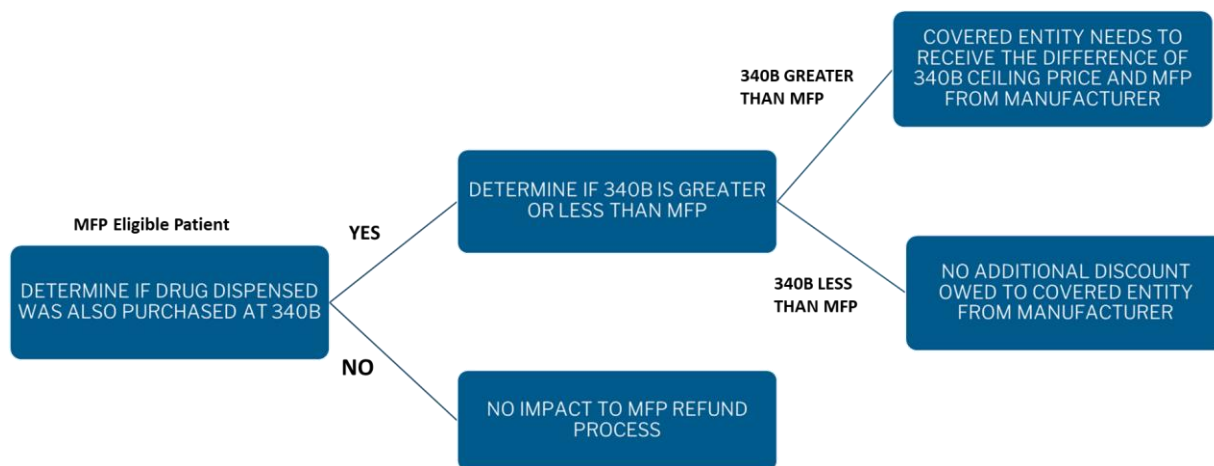 MFP Eligible Patient
DETERMINE IF DRUG DISPENSED
WAS ALSO PURCHASED AT 340B
YES
NO
DETERMINE IF 340B IS GREATER
OR LESS THAN MFP
NO IMPACT TO MFP REFUND
PROCESS
340B GREATER
THAN MFP
340B LESS
THAN MFP
COVERED ENTITY NEEDS TO
RECEIVE THE DIFFERENCE OF
340B CEILING PRICE AND MFP
FROM MANUFACTURER
NO ADDITIONAL DISCOUNT
OWED TO COVERED ENTITY
FROM MANUFACTURER